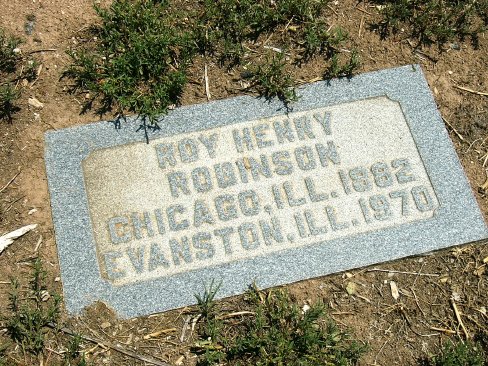 ROY HENRY
ROBINSON
CHICAGO, ILL. 1882
EVANSTON, ILL. 1970